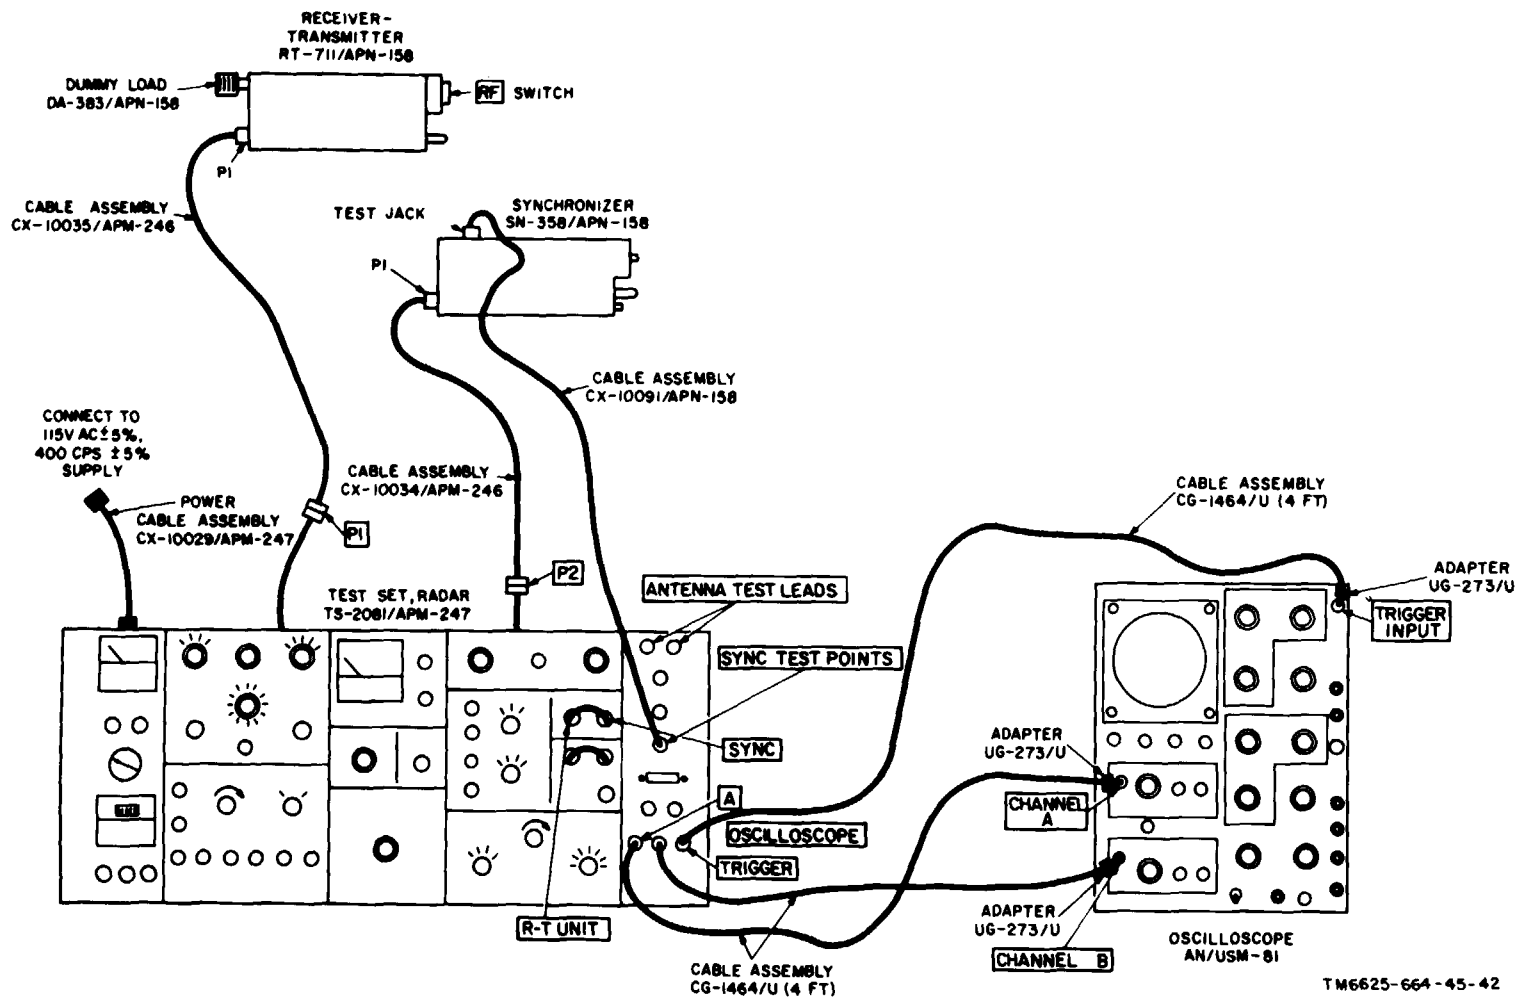 RECEIVER-
TRANSMITTER
RT-711/APN-158
DUMMY LOAD
DA-383/APN-158
RF SWITCH
P1
CABLE ASSEMBLY
CX-10035/APM-246
TEST JACK
SYNCHRONIZER
SN-358/APN-158
P1
CABLE ASSEMBLY
CX-10091/APN-158
CONNECT TO
115V AC ±5%,
400 CPS ±5%
SUPPLY
CABLE ASSEMBLY
CX-10034/APM-246
POWER
CABLE ASSEMBLY
CX-10029/APM-247
P1
P2
CABLE ASSEMBLY
CG-1464/U (4 FT)
ADAPTER
UG-273/U
TRIGGER
INPUT
TEST SET, RADAR
TS-2081/APM-247
ANTENNA TEST LEADS
SYNC TEST POINTS
SYNC
ADAPTER
UG-273/U
CHANNEL
A
A
OSCILLOSCOPE
TRIGGER
R-T UNIT
ADAPTER
UG-273/U
CHANNEL B
CABLE ASSEMBLY
CG-1464/U (4 FT)
OSCILLOSCOPE
AN/USM-81
TM6625-664-45-42